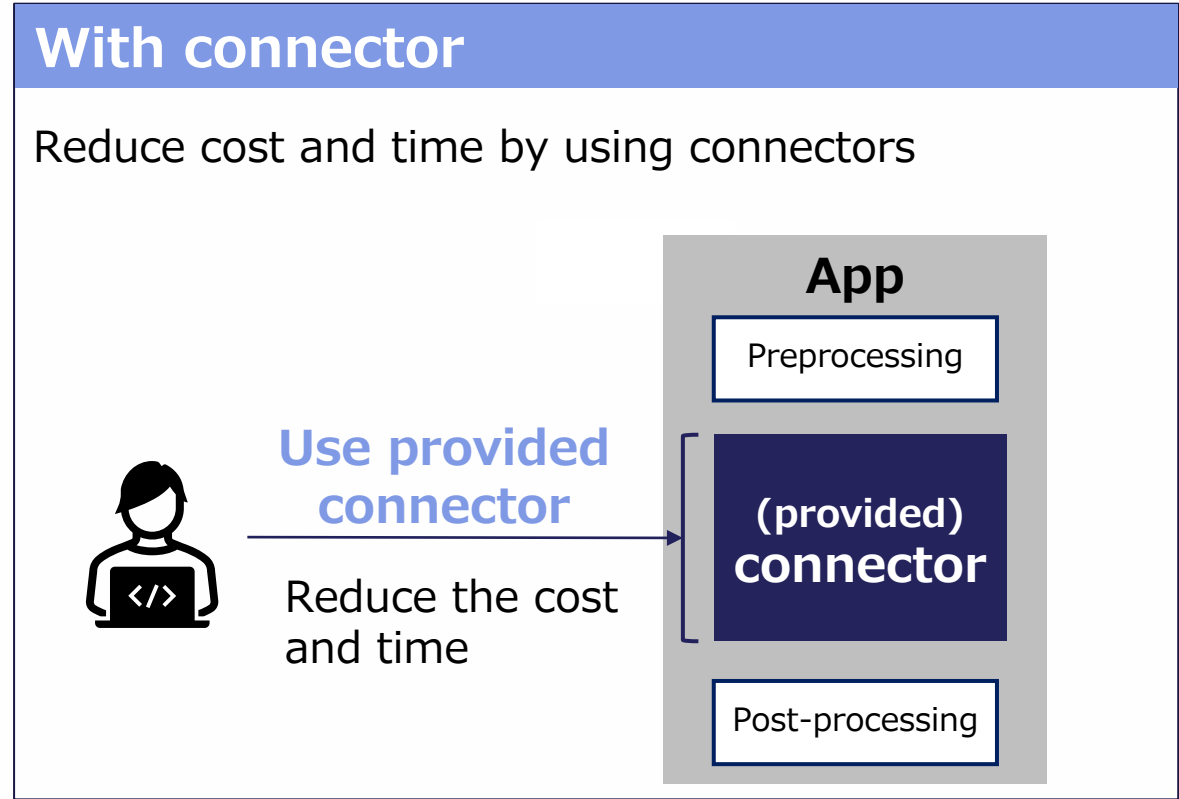 With connector
Reduce cost and time by using connectors
App
Preprocessing
Use provided
connector
(provided)
connector
</>
Reduce the cost
and time
Post-processing